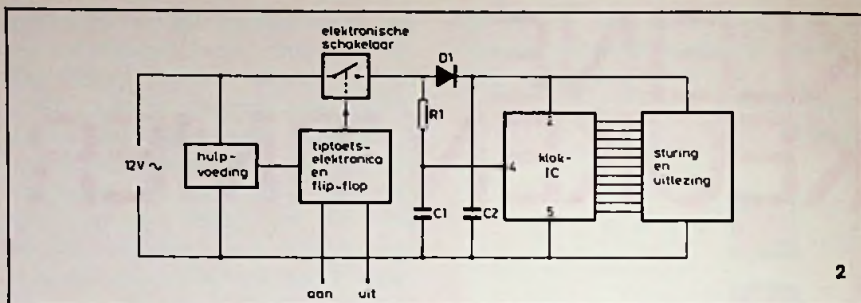 elektronische
schakelaar
D1
R1
12V ~
hulp-
voeding
tiptoets-
elektronica
en
flip-flop
4
2
klok-
IC
5
sturing
en
uitlezing
C1
C2
aan
uit
2